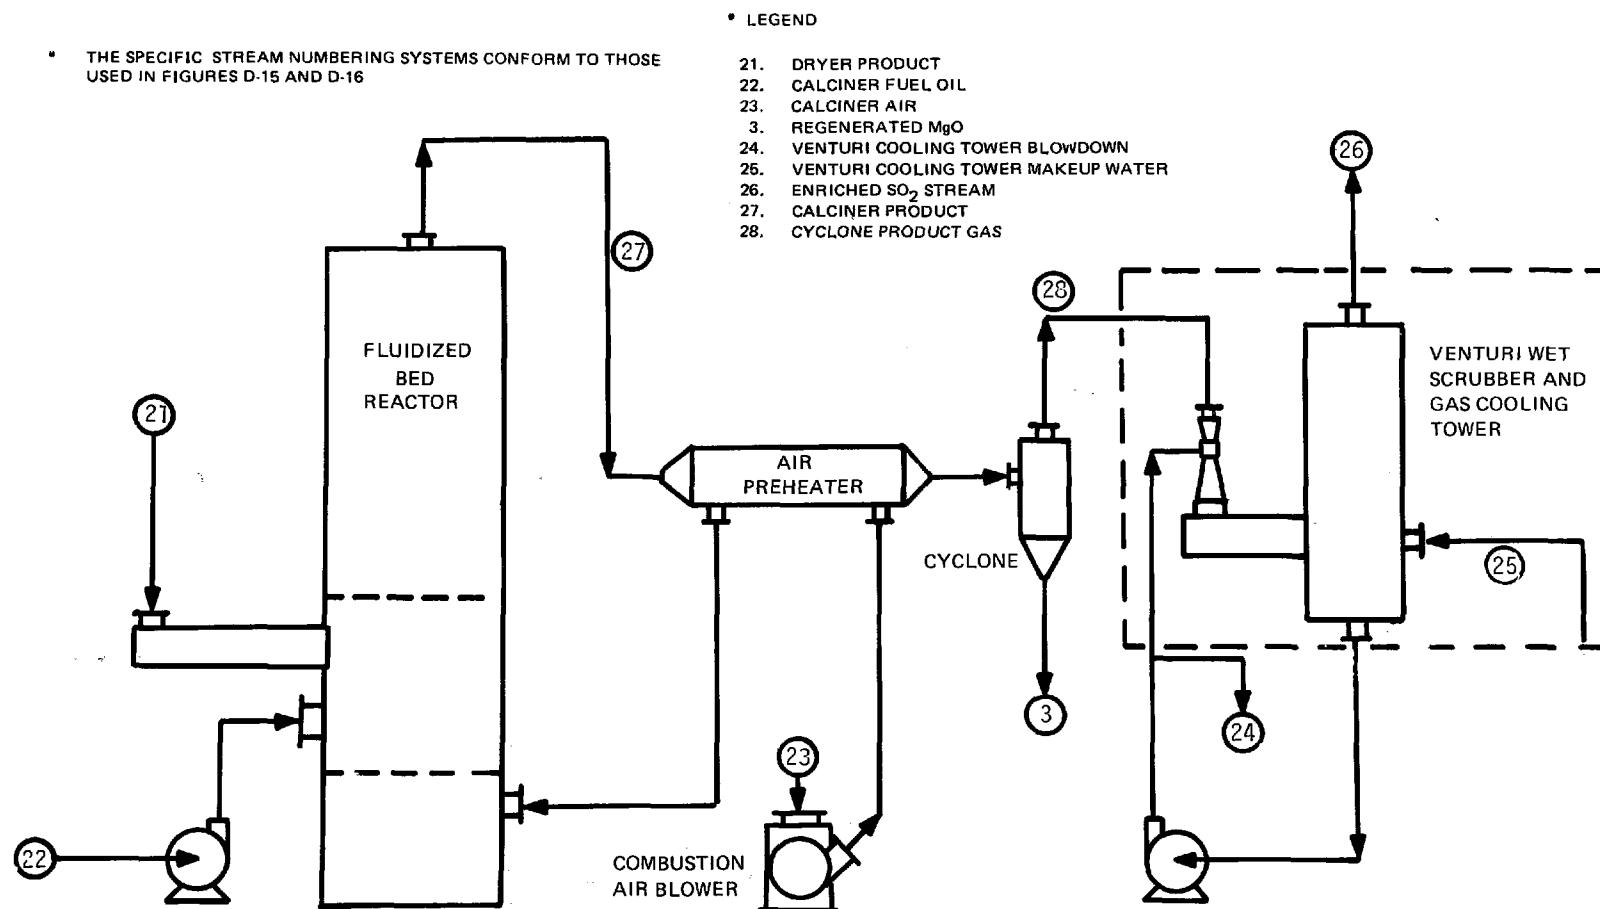 * LEGEND
* THE SPECIFIC STREAM NUMBERING SYSTEMS CONFORM TO THOSE
USED IN FIGURES D-15 AND D-16
21. DRYER PRODUCT
22. CALCINER FUEL OIL
23. CALCINER AIR
3. REGENERATED MgO
24. VENTURI COOLING TOWER BLOWDOWN
25. VENTURI COOLING TOWER MAKEUP WATER
26. ENRICHED SO2 STREAM
27. CALCINER PRODUCT
28. CYCLONE PRODUCT GAS
26
27
28
FLUIDIZED
BED
REACTOR
VENTURI WET
SCRUBBER AND
GAS COOLING
TOWER
21
AIR
PREHEATER
CYCLONE
25
3
24
23
22
COMBUSTION
AIR BLOWER